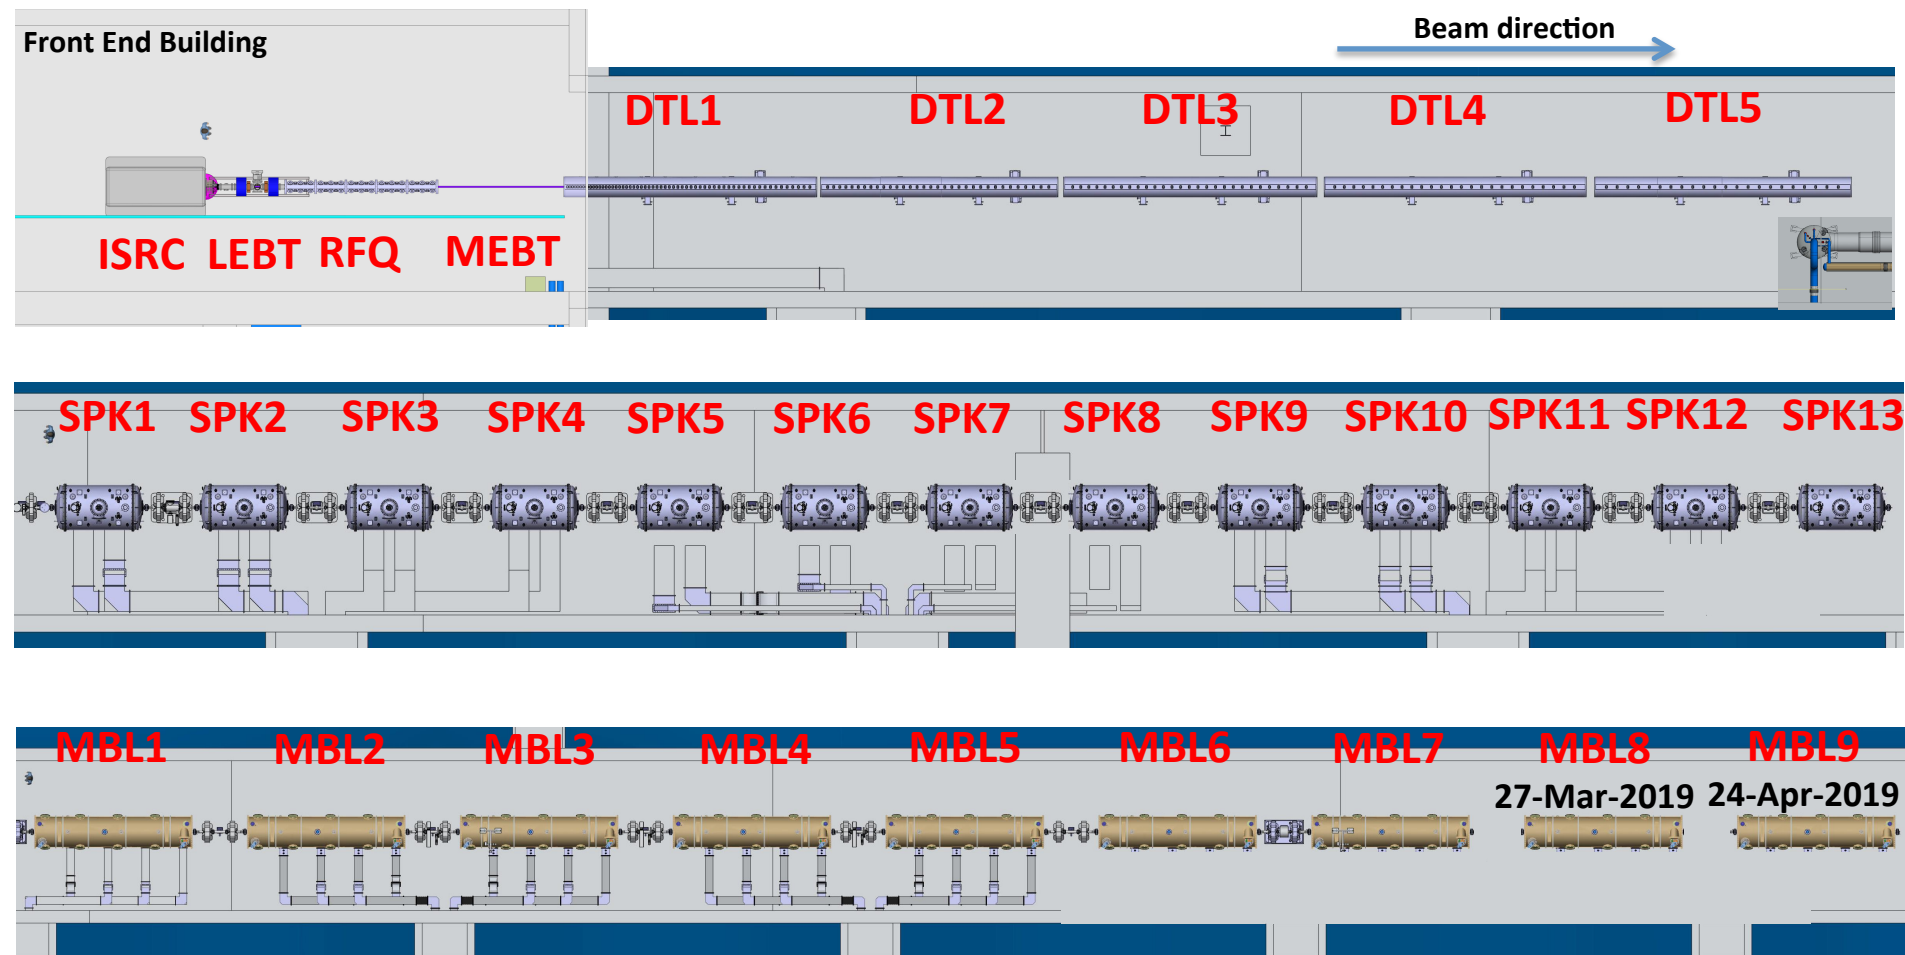 Front End Building
Beam direction
DTL1 DTL2 DTL3 DTL4 DTL5
ISRC LEBT RFQ MEBT
SPK1 SPK2 SPK3 SPK4 SPK5 SPK6 SPK7 SPK8 SPK9 SPK10 SPK11 SPK12 SPK13
MBL1 MBL2 MBL3 MBL4 MBL5 MBL6 MBL7 MBL8 MBL9
27-Mar-2019 24-Apr-2019